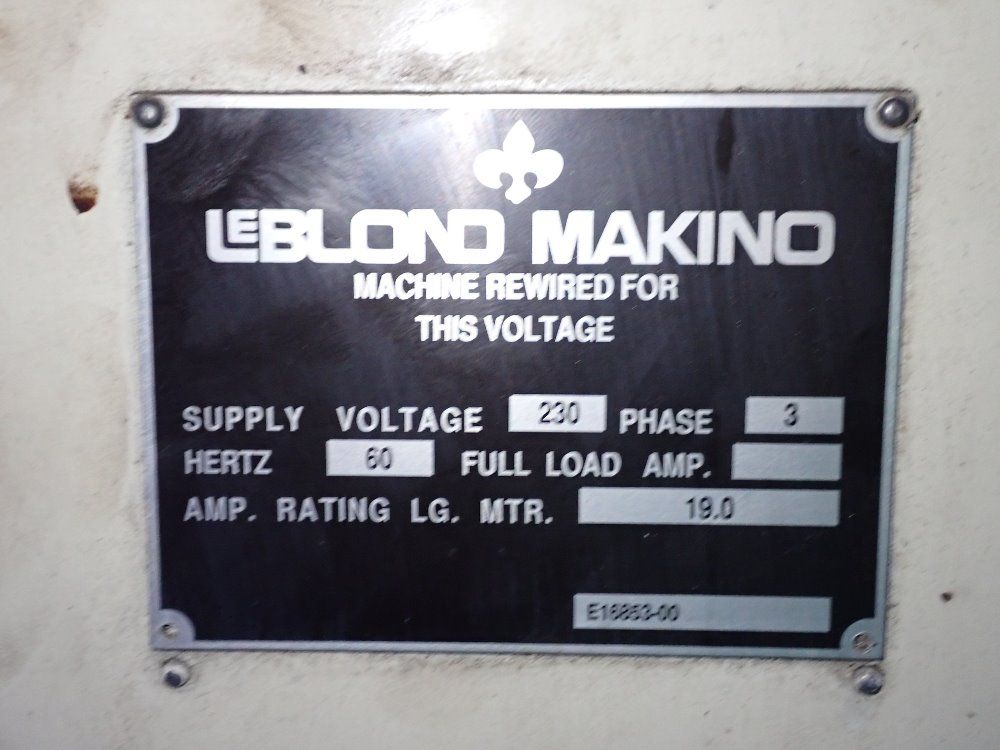 LEBLOND MAKINO
MACHINE REWIRED FOR
THIS VOLTAGE
SUPPLY VOLTAGE 230 PHASE 3
HERTZ 60 FULL LOAD AMP.
AMP. RATING LG. MTR. 19.0
E16853-00